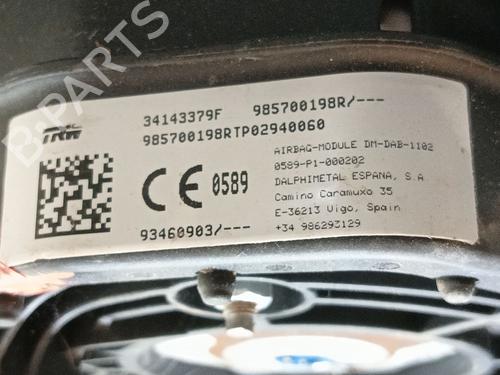 B-PARTS
TRW
34143379F 985700198R/---
985700198RTP02940060
AIRBAG-MODULE DM-DAB-1102
0589-P1-000202
DALPHIMETAL ESPANA, S.A
Camino Caramuxo 35
E-36213 Vigo, Spain
+34 986293129
CE 0589
93460903/---